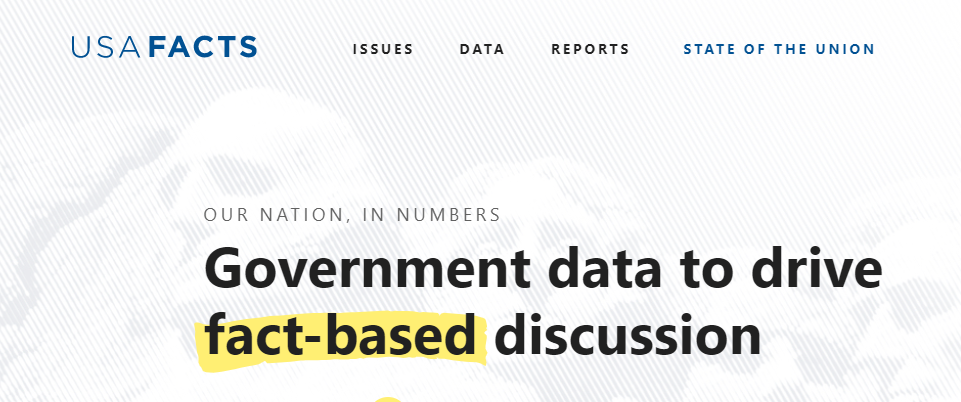 USAFACTS
ISSUES DATA REPORTS STATE OF THE UNION
OUR NATION, IN NUMBERS
Government data to drive
fact-based discussion